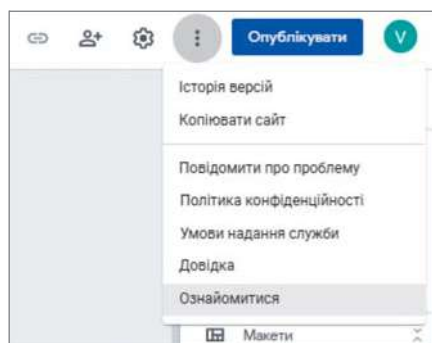 Опублікувати
V
Історія версій
Копіювати сайт
Повідомити про проблему
Політика конфіденційності
Умови надання служби
Довідка
Ознайомитися
Макети